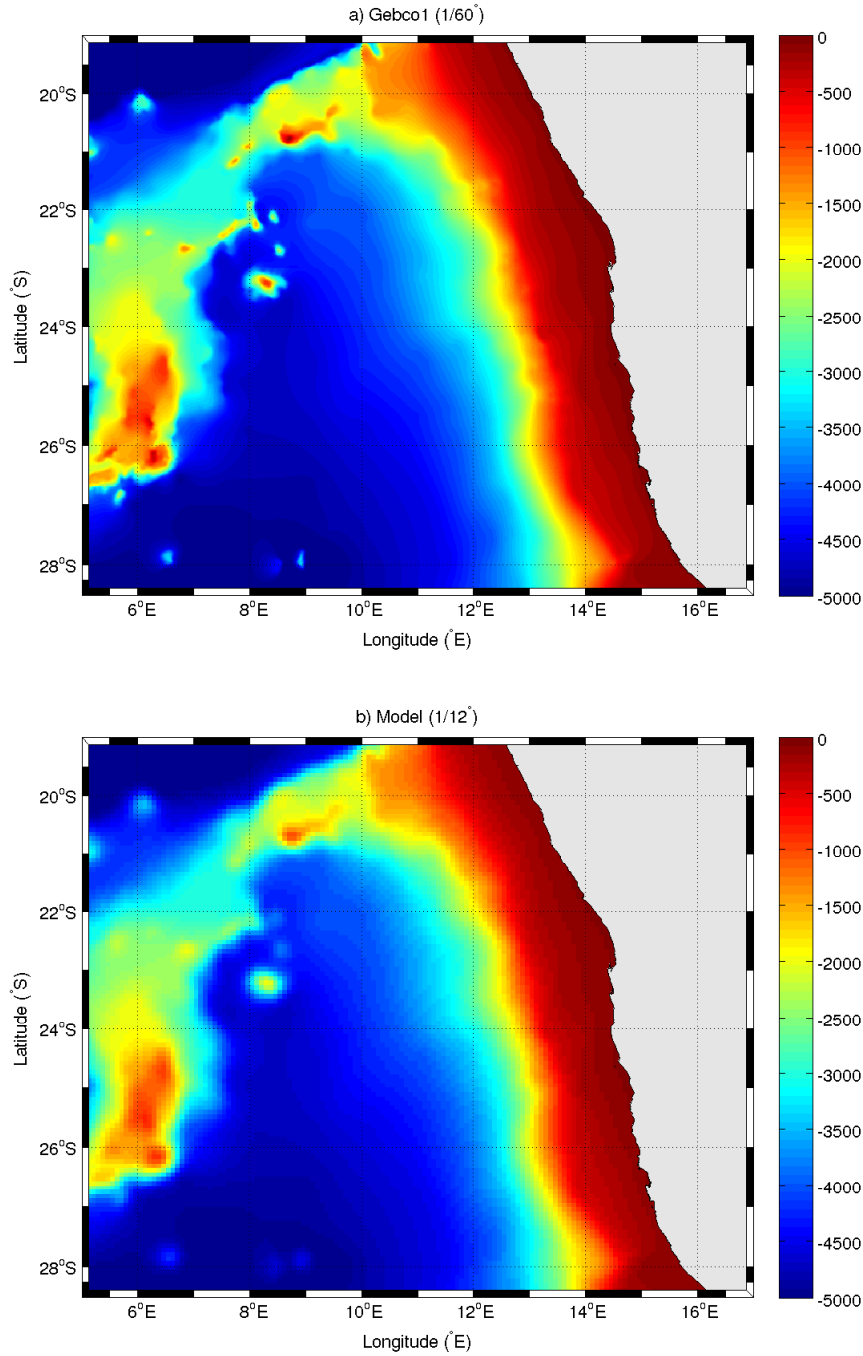 a) Gebco1 (1/60°)
20°S
22°S
24°S
26°S
28°S
Latitude (°S)
6°E 8°E 10°E 12°E 14°E 16°E
Longitude (°E)
0
-500
-1000
-1500
-2000
-2500
-3000
-3500
-4000
-4500
-5000
b) Model (1/12°)
20°S
22°S
24°S
26°S
28°S
Latitude (°S)
6°E 8°E 10°E 12°E 14°E 16°E
Longitude (°E)
0
-500
-1000
-1500
-2000
-2500
-3000
-3500
-4000
-4500
-5000